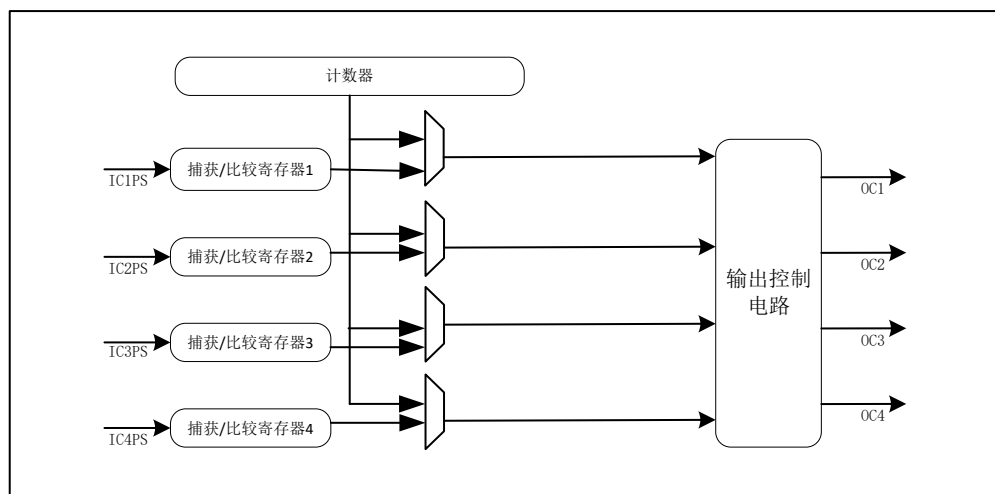 计数器
IC1PS
捕获/比较寄存器1
IC2PS
捕获/比较寄存器2
IC3PS
捕获/比较寄存器3
IC4PS
捕获/比较寄存器4
输出控制
电路
OC1
OC2
OC3
OC4